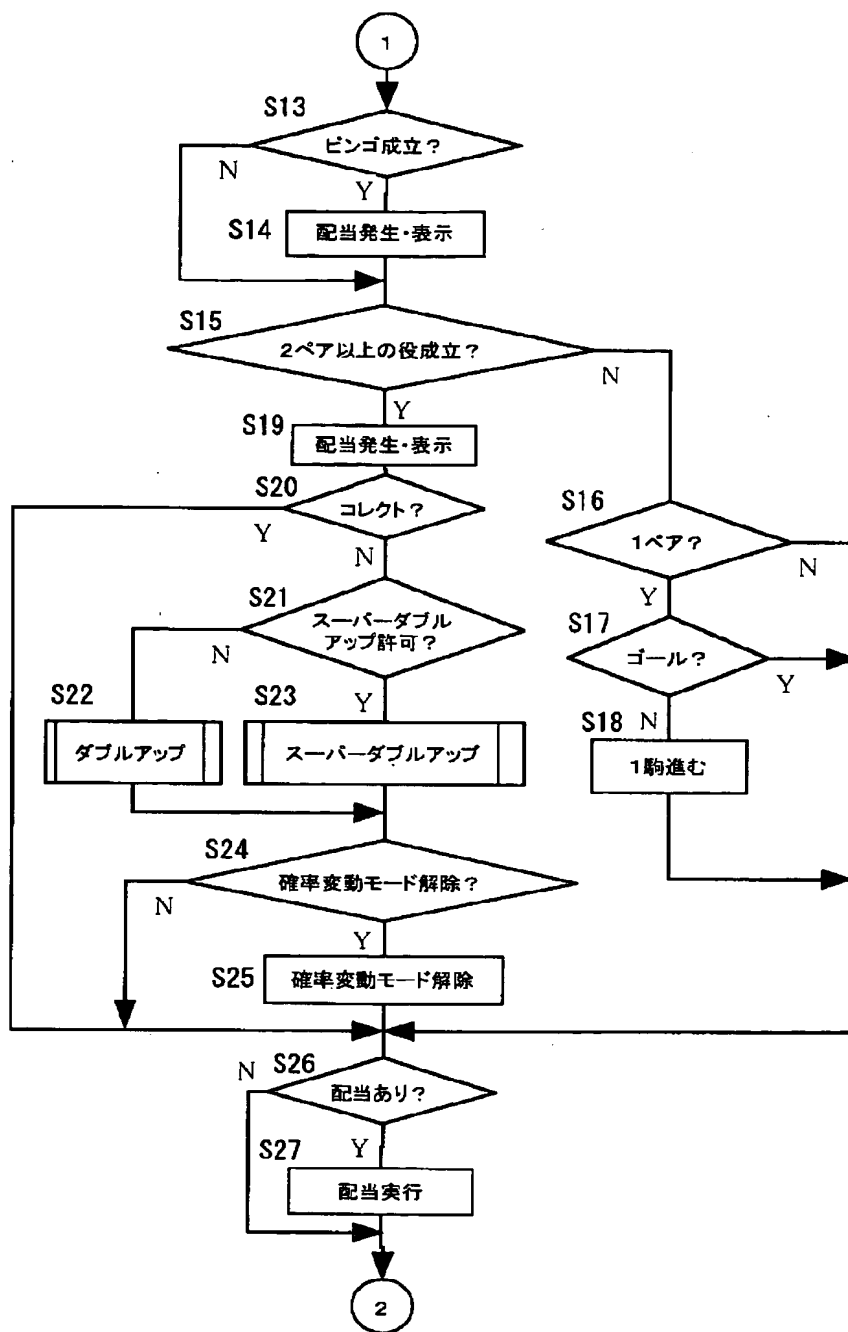 1
S13
ビンゴ成立？
N
Y
S14
配当発生・表示
S15
2ペア以上の役成立？
N
Y
S19
配当発生・表示
S20
コレクト？
Y
N
S16
1ペア？
N
Y
S21
スーパーダブル
アップ許可？
N
Y
S17
ゴール？
Y
N
S22
ダブルアップ
S23
スーパーダブルアップ
S18
1駒進む
S24
確率変動モード解除？
N
Y
S25
確率変動モード解除
S26
配当あり？
N
Y
S27
配当実行
2